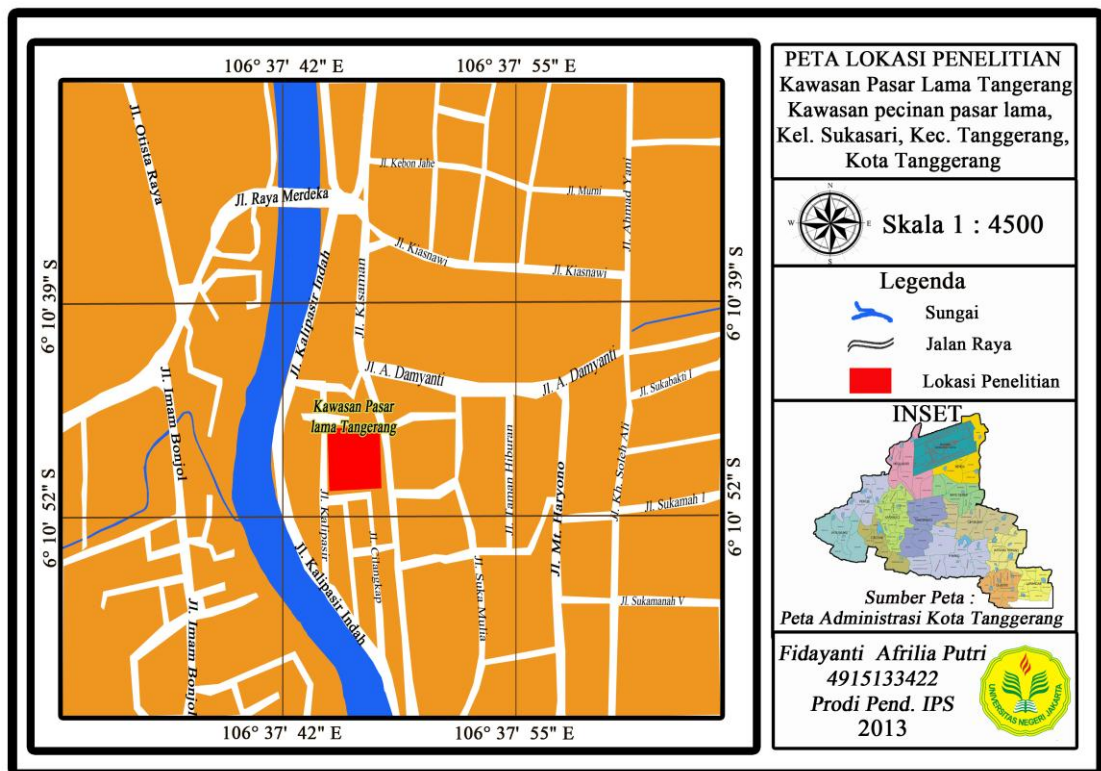 106° 37' 42" E
106° 37' 55" E
6° 10' 39" S
6° 10' 52" S
6° 10' 39" S
6° 10' 52" S
106° 37' 42" E
106° 37' 55" E
Jl. Otista Raya
Jl. Raya Merdeka
Jl. Kebon Jahe
Jl. Murni
Jl. Ahmad Yani
Jl. Kiasnawi
Jl. Kiasnawi
Jl. Kalipasir Indah
Jl. Kisaman
Jl. A. Damyanti
Jl. A. Damyanti
Jl. Sukabakti I
Jl. Imam Bonjol
Kawasan Pasar
lama Tangerang
Jl. Taman Hiburan
Jl. Mt. Haryono
Jl. Kh. Soleh Ali
Jl. Sukamah I
Jl. Kalipasir
Jl. Cilangkap
Jl. Kalipasir Indah
Jl. Suka Mulia
Jl. Sukamanah V
Jl. Imam Bonjol
PETA LOKASI PENELITIAN
Kawasan Pasar Lama Tangerang
Kawasan pecinan pasar lama,
Kel. Sukasari, Kec. Tanggerang,
Kota Tanggerang
N
W
E
S
Skala 1 : 4500
Legenda
Sungai
Jalan Raya
Lokasi Penelitian
INSET
Sumber Peta :
Peta Administrasi Kota Tanggerang
Fidayanti Afrilia Putri
4915133422
Prodi Pend. IPS
2013
UNIVERSITAS NEGERI JAKARTA